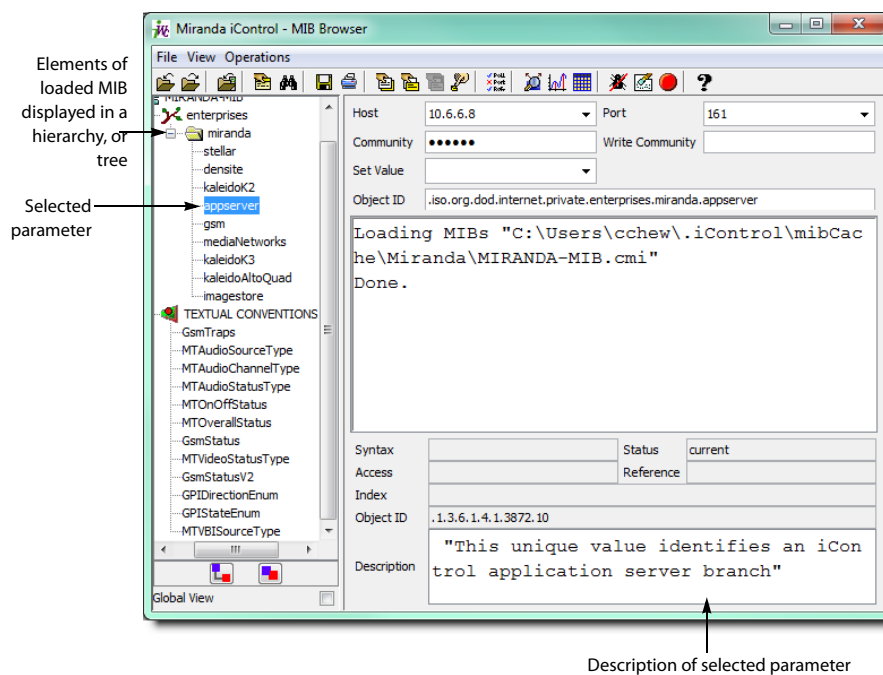 Miranda iControl - MIB Browser
File View Operations
Elements of
loaded MIB
displayed in a
hierarchy, or
tree
Selected
parameter
MIRANDA-MIB
enterprises
miranda
stellar
densite
kaleidoK2
appserver
gsm
mediaNetworks
kaleidoK3
kaleidoAltoQuad
imagestore
TEXTUAL CONVENTIONS
GsmTraps
MTAudioSourceType
MTAudioChannelType
MTAudioStatusType
MTOnOffStatus
MTOverallStatus
GsmStatus
MTVideoStatusType
GsmStatusV2
GPIDirectionEnum
GPIStateEnum
MTVBISourceType
Global View
Host 10.6.6.8 Port 161
Community •••••• Write Community
Set Value
Object ID .iso.org.dod.internet.private.enterprises.miranda.appserver
Loading MIBs "C:\Users\cchew\.iControl\mibCac
he\Miranda\MIRANDA-MIB.cmi"
Done.
Syntax Status current
Access Reference
Index
Object ID .1.3.6.1.4.1.3872.10
Description "This unique value identifies an iCon
trol application server branch"
Description of selected parameter